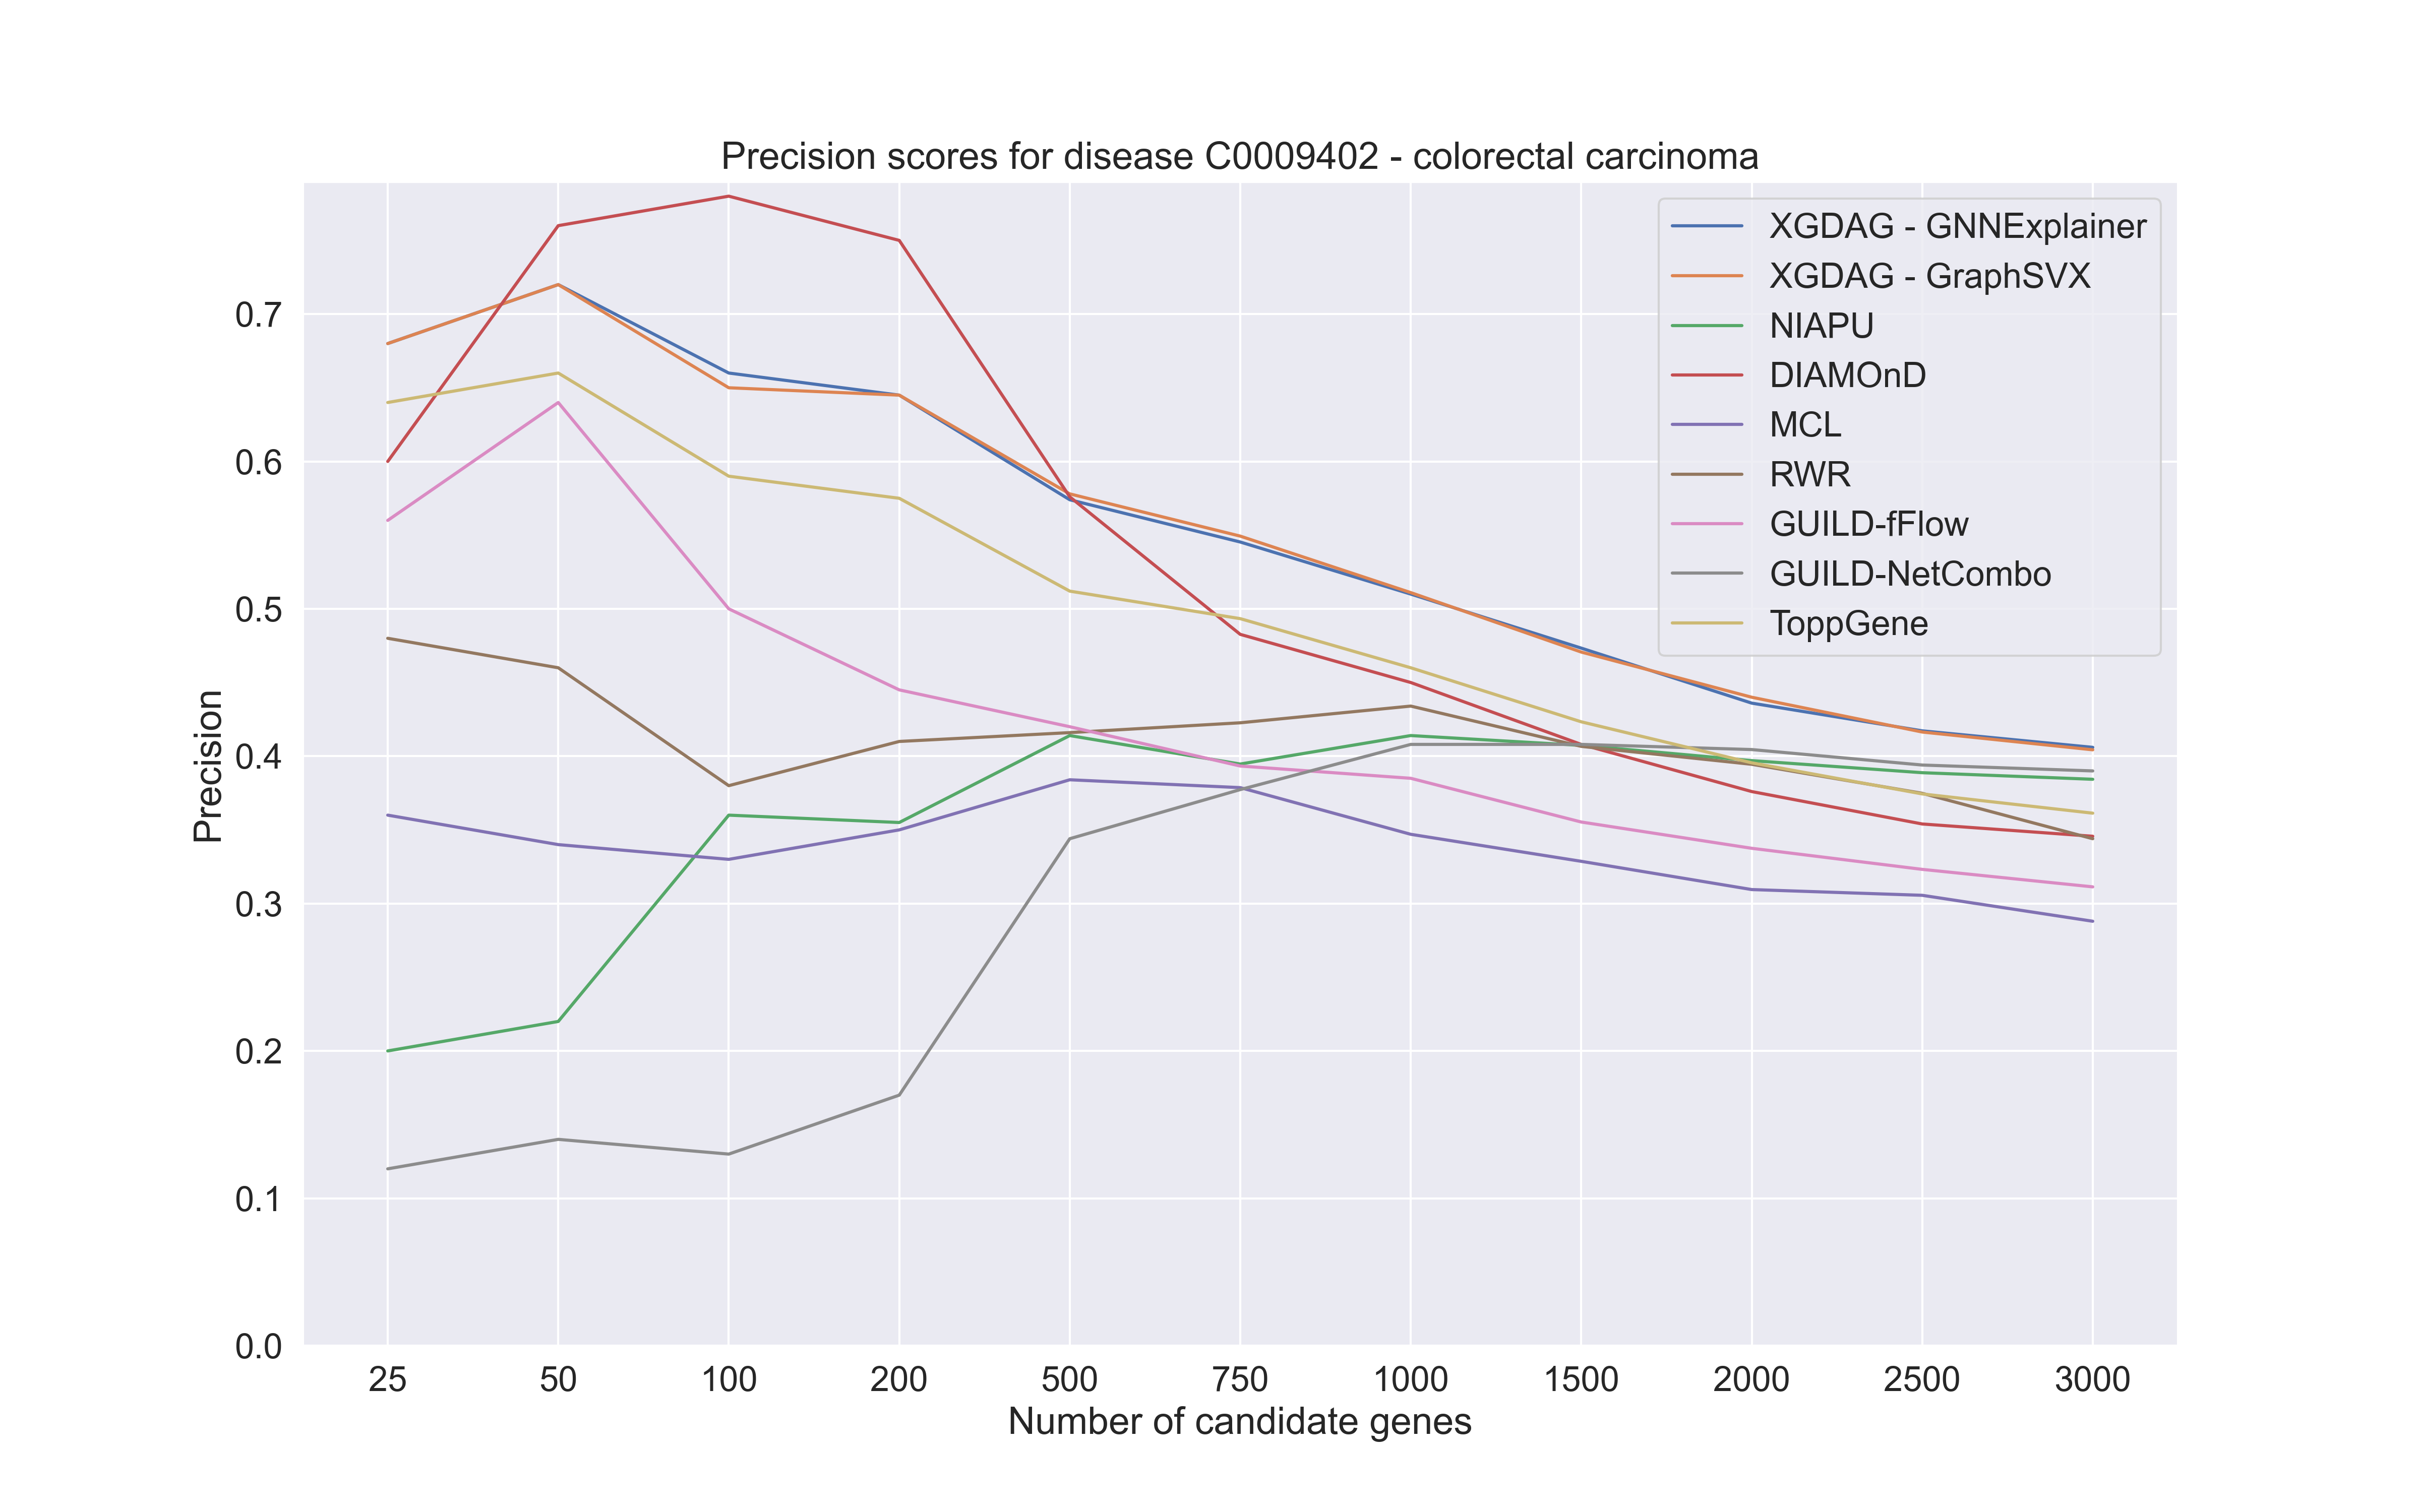 Precision scores for disease C0009402 - colorectal carcinoma
XGDAG - GNNExplainer
XGDAG - GraphSVX
NIAPU
DIAMOnD
MCL
RWR
GUILD-fFlow
GUILD-NetCombo
ToppGene
Precision
0.7
0.6
0.5
0.4
0.3
0.2
0.1
0.0
25 50 100 200 500 750 1000 1500 2000 2500 3000
Number of candidate genes